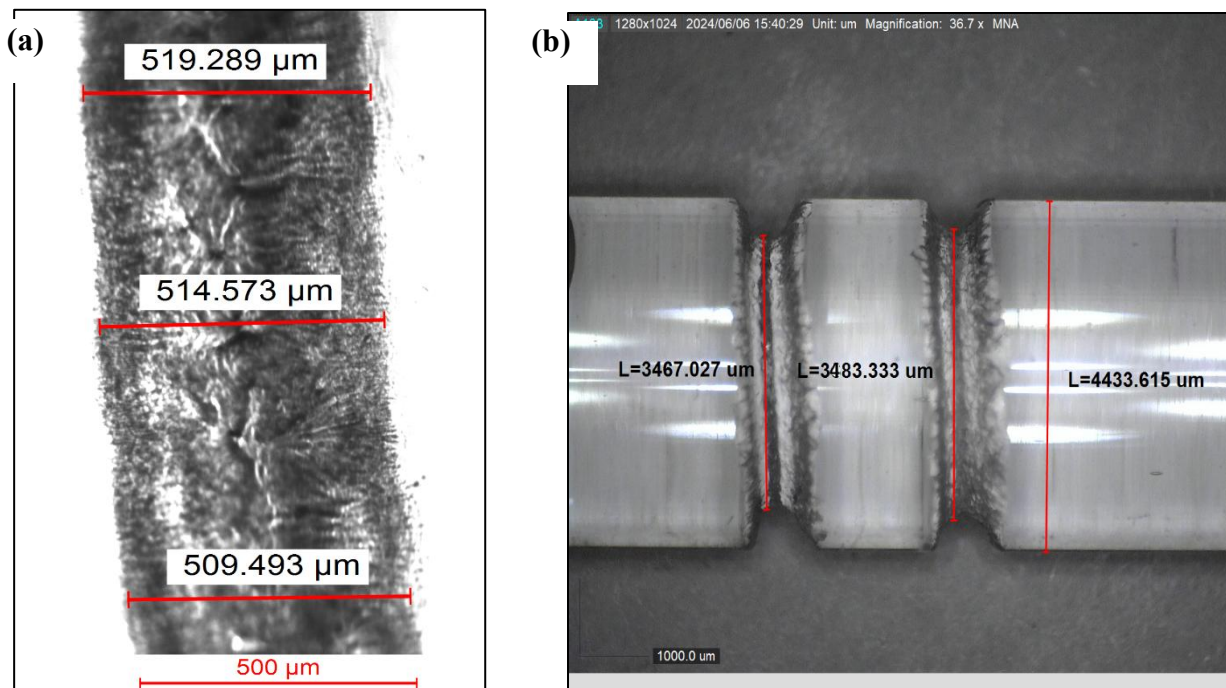 (a)
519.289 µm
514.573 µm
509.493 µm
500 µm
(b)
1280x1024 2024/06/06 15:40:29 Unit: um Magnification: 36.7 x MNA
L=3467.027 um
L=3483.333 um
L=4433.615 um
1000.0 um